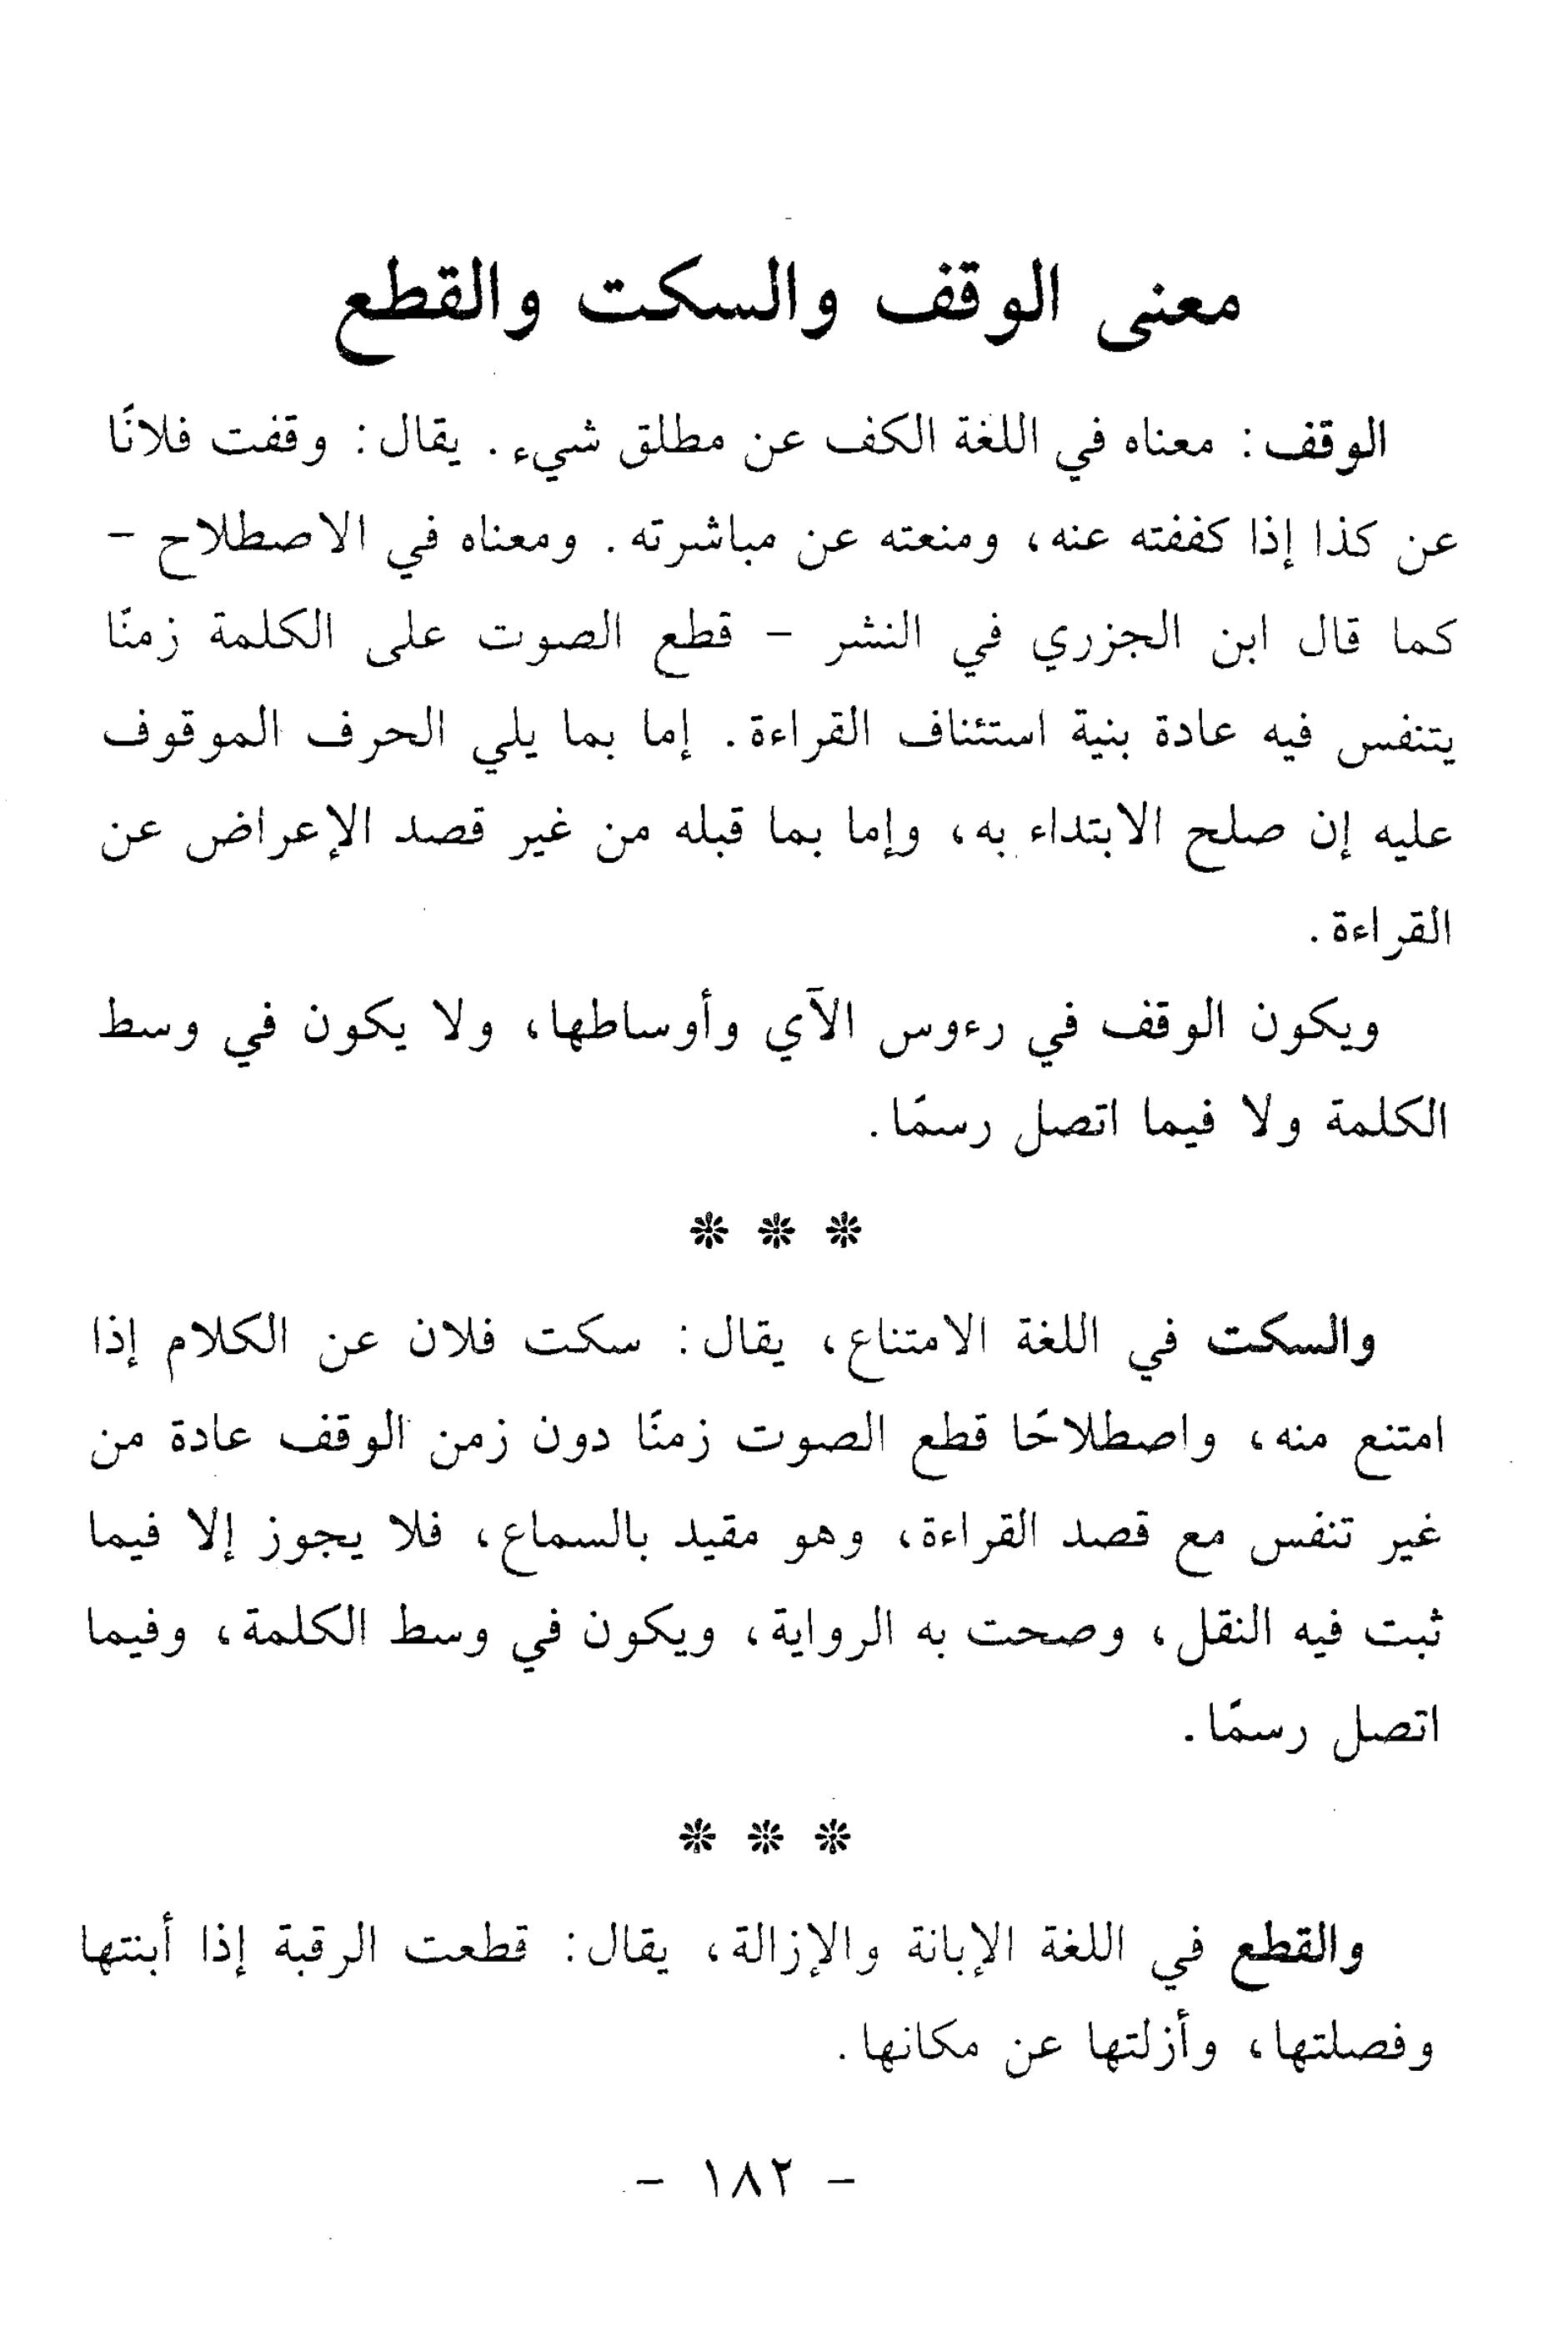 معنى الوقف والسكت والقطع
الوقف: معناه في اللغة الكف عن مطلق شيء. يقال: وقفت فلانًا
عن كذا إذا كففته عنه، ومنعته عن مباشرته. ومعناه في الاصطلاح -
كما قال ابن الجزري في النشر - قطع الصوت على الكلمة زمنًا
يتنفس فيه عادة بنية استئناف القراءة. إما بما يلي الحرف الموقوف
عليه إن صلح الابتداء به، وإما بما قبله من غير قصد الإعراض عن
القراءة.
ويكون الوقف في رءوس الآي وأوساطها، ولا يكون في وسط
الكلمة ولا فيما اتصل رسمًا.
* * *
والسكت في اللغة الامتناع، يقال: سكت فلان عن الكلام إذا
امتنع منه، واصطلاحًا قطع الصوت زمنًا دون زمن الوقف عادة من
غير تنفس مع قصد القراءة، وهو مقيد بالسماع، فلا يجوز إلا فيما
ثبت فيه النقل، وصحت به الرواية، ويكون في وسط الكلمة، وفيما
اتصل رسمًا.
* * *
والقطع في اللغة الإبانة والإزالة، يقال: قطعت الرقبة إذا أبنتها
وفصلتها، وأزلتها عن مكانها.
- ١٨٢ -